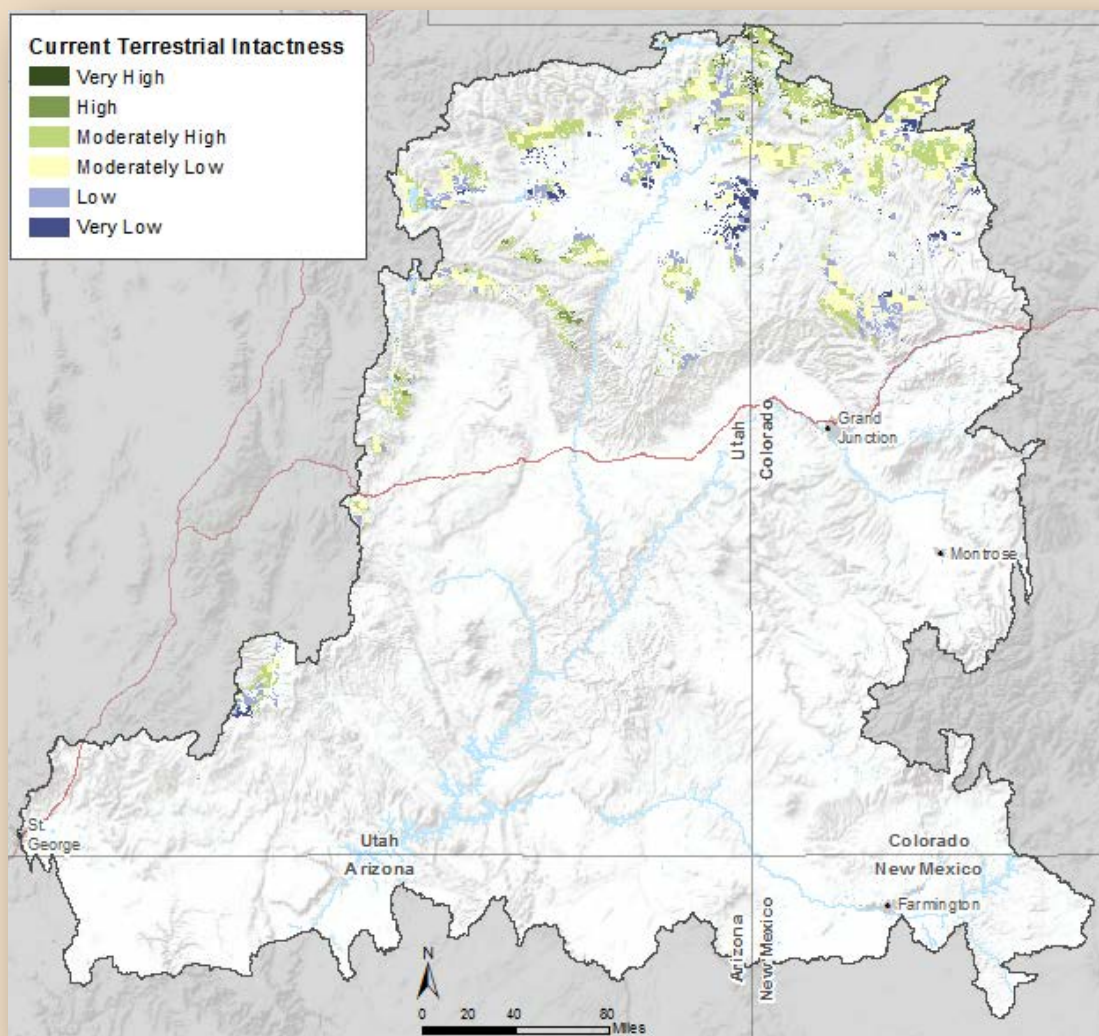 Current Terrestrial Intactness
Very High
High
Moderately High
Moderately Low
Low
Very Low
Utah
Colorado
Grand
Junction
Montrose
St.
George
Utah
Arizona
Colorado
New Mexico
Farmington
Arizona
New Mexico
N
0 20 40 80
Miles